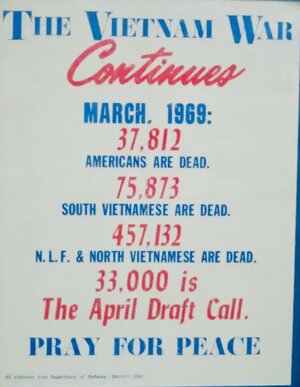 THE VIETNAM WAR
Continues
MARCH, 1969:
37,812
AMERICANS ARE DEAD.
75,873
SOUTH VIETNAMESE ARE DEAD.
457,132
N.L.F. & NORTH VIETNAMESE ARE DEAD.
33,000 is
The April Draft Call.
PRAY FOR PEACE
All statistics from Department of Defense - March 1969